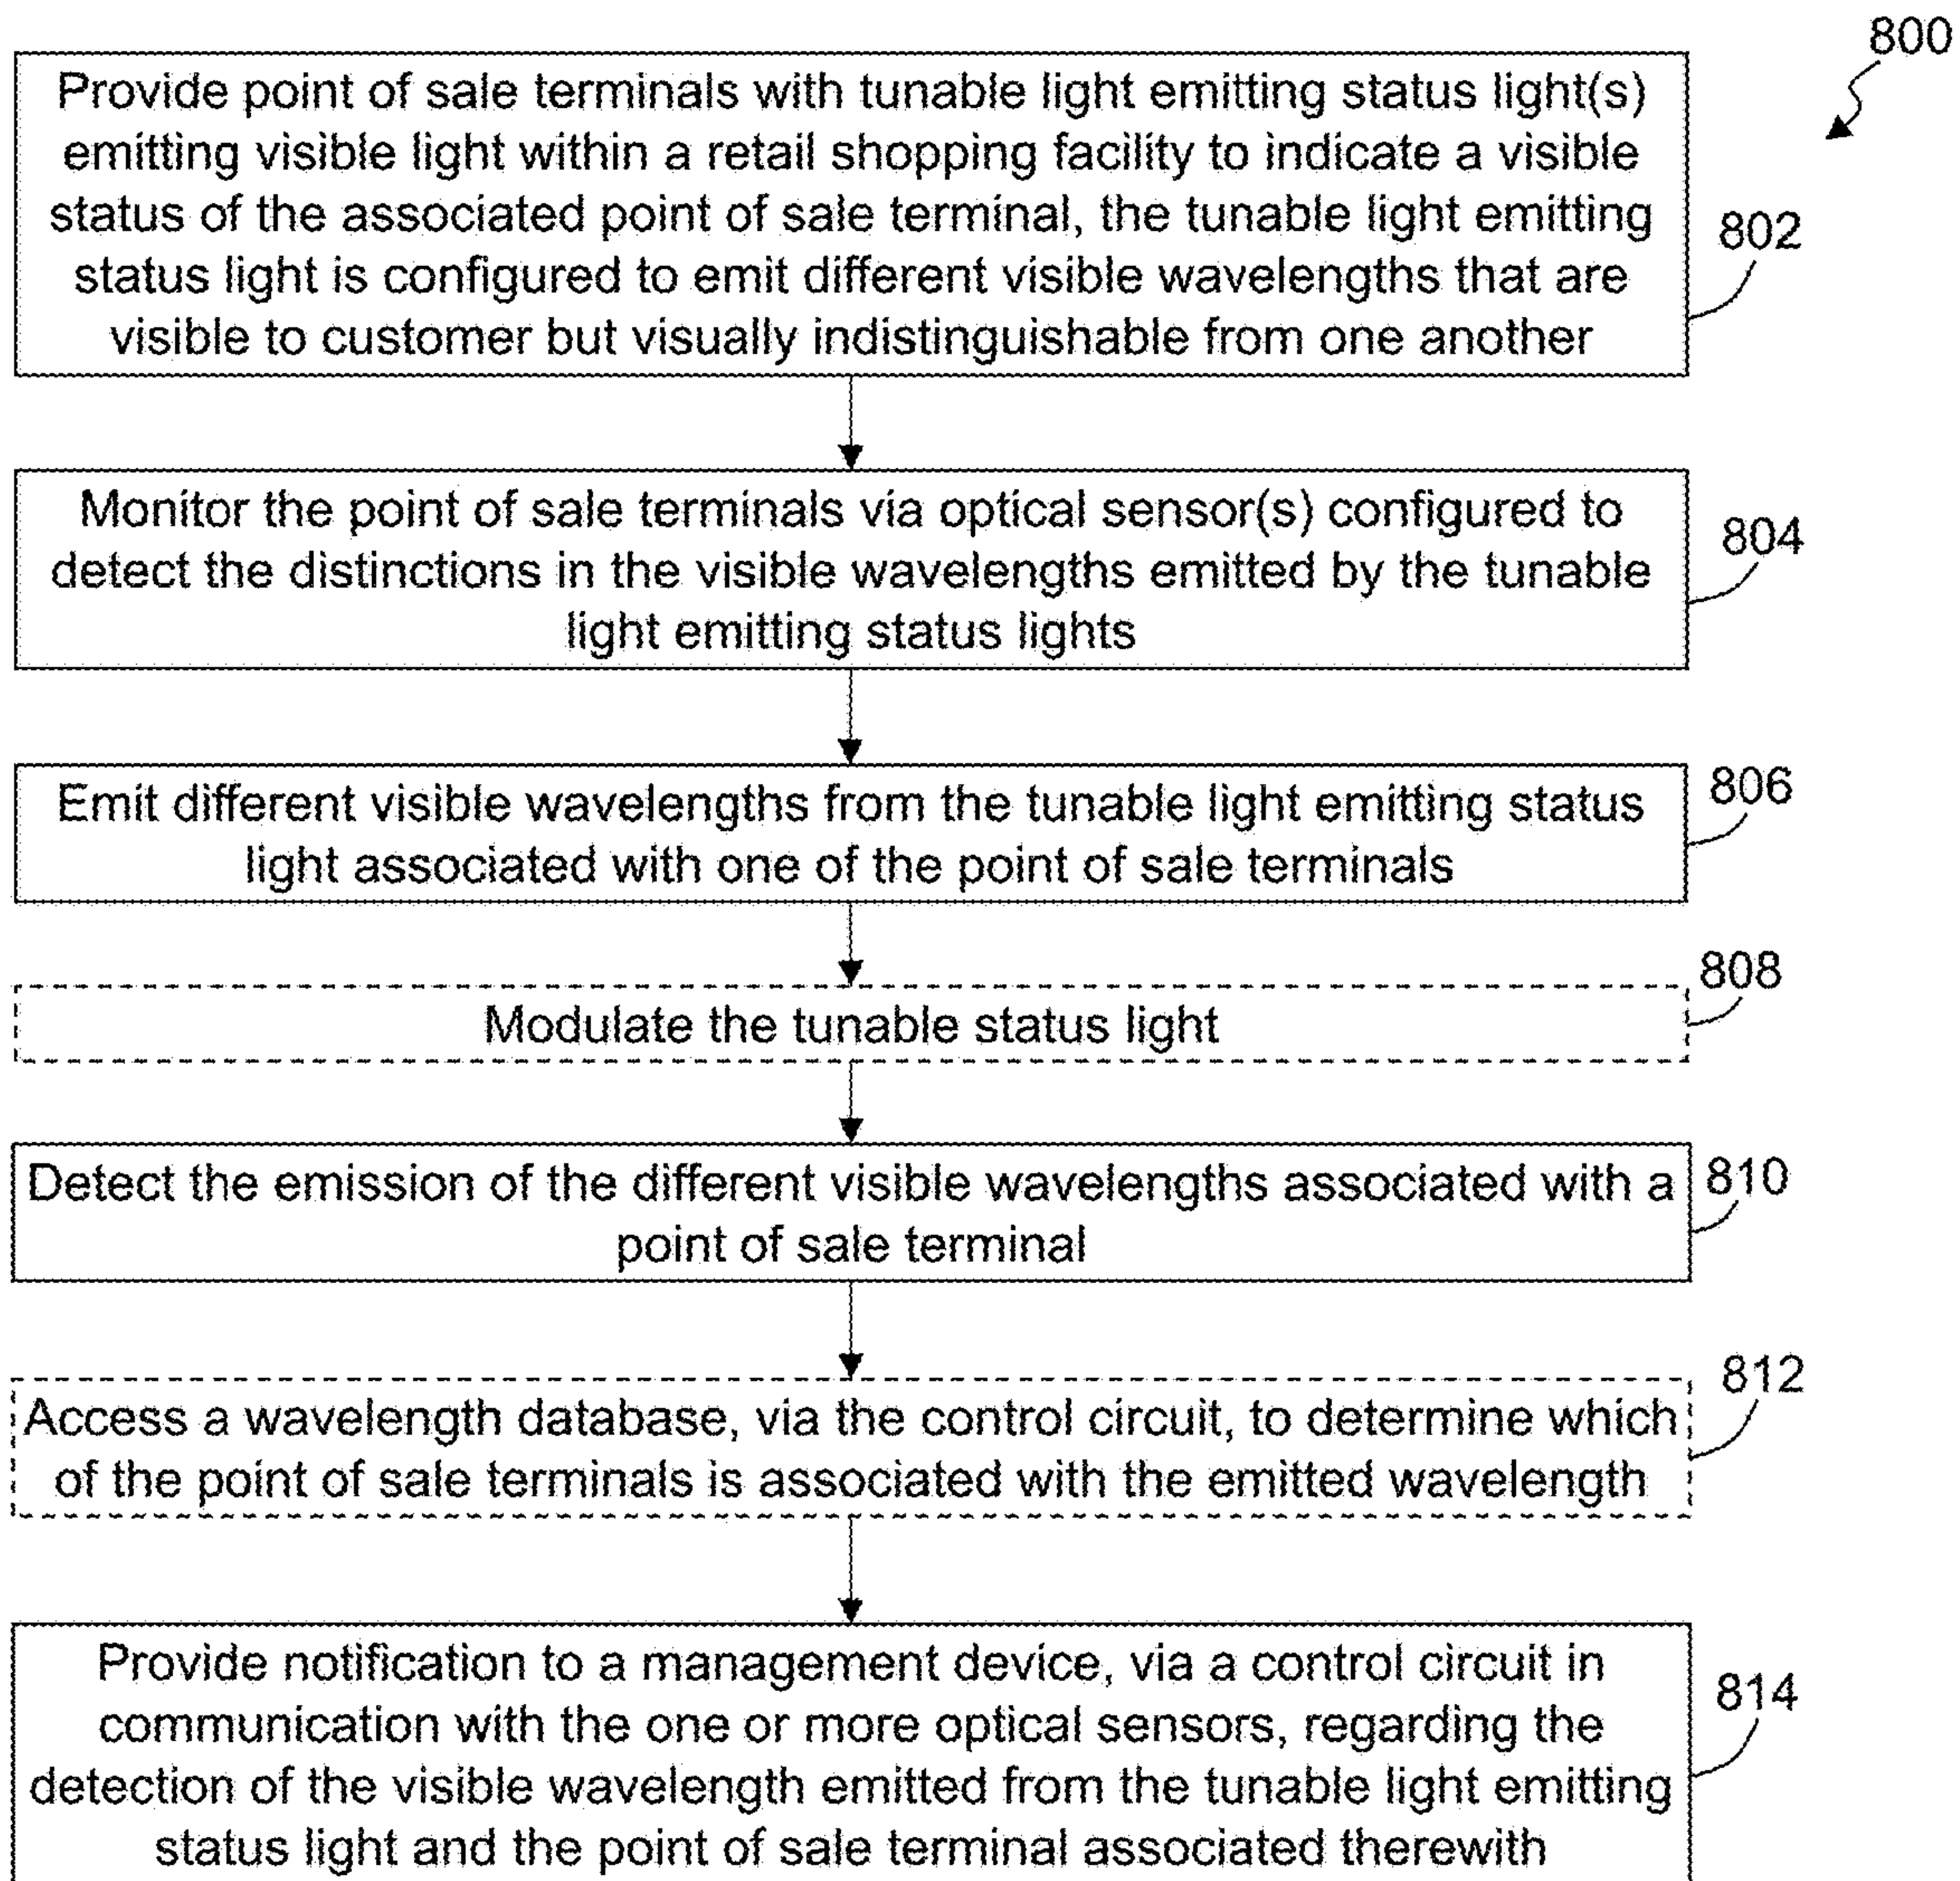 800
Provide point of sale terminals with tunable light emitting status light(s)
emitting visible light within a retail shopping facility to indicate a visible
status of the associated point of sale terminal, the tunable light emitting
status light is configured to emit different visible wavelengths that are
visible to customer but visually indistinguishable from one another
802
Monitor the point of sale terminals via optical sensor(s) configured to
detect the distinctions in the visible wavelengths emitted by the tunable
light emitting status lights
804
Emit different visible wavelengths from the tunable light emitting status
light associated with one of the point of sale terminals
806
Modulate the tunable status light
808
Detect the emission of the different visible wavelengths associated with a
point of sale terminal
810
Access a wavelength database, via the control circuit, to determine which
of the point of sale terminals is associated with the emitted wavelength
812
Provide notification to a management device, via a control circuit in
communication with the one or more optical sensors, regarding the
detection of the visible wavelength emitted from the tunable light emitting
status light and the point of sale terminal associated therewith
814